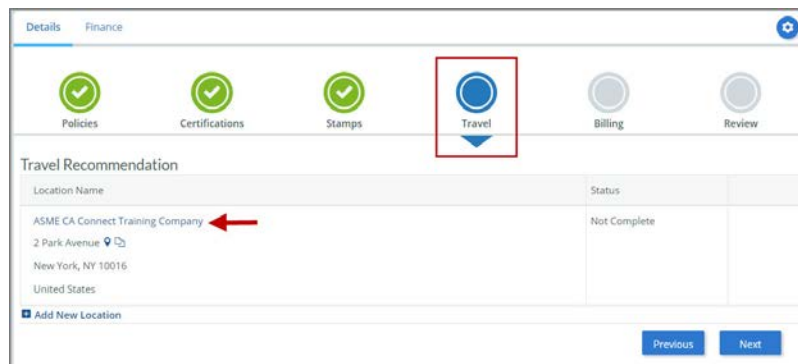 Details Finance
Policies Certifications Stamps Travel Billing Review
Travel Recommendation
Location Name Status
ASME CA Connect Training Company Not Complete
2 Park Avenue
New York, NY 10016
United States
Add New Location
Previous Next